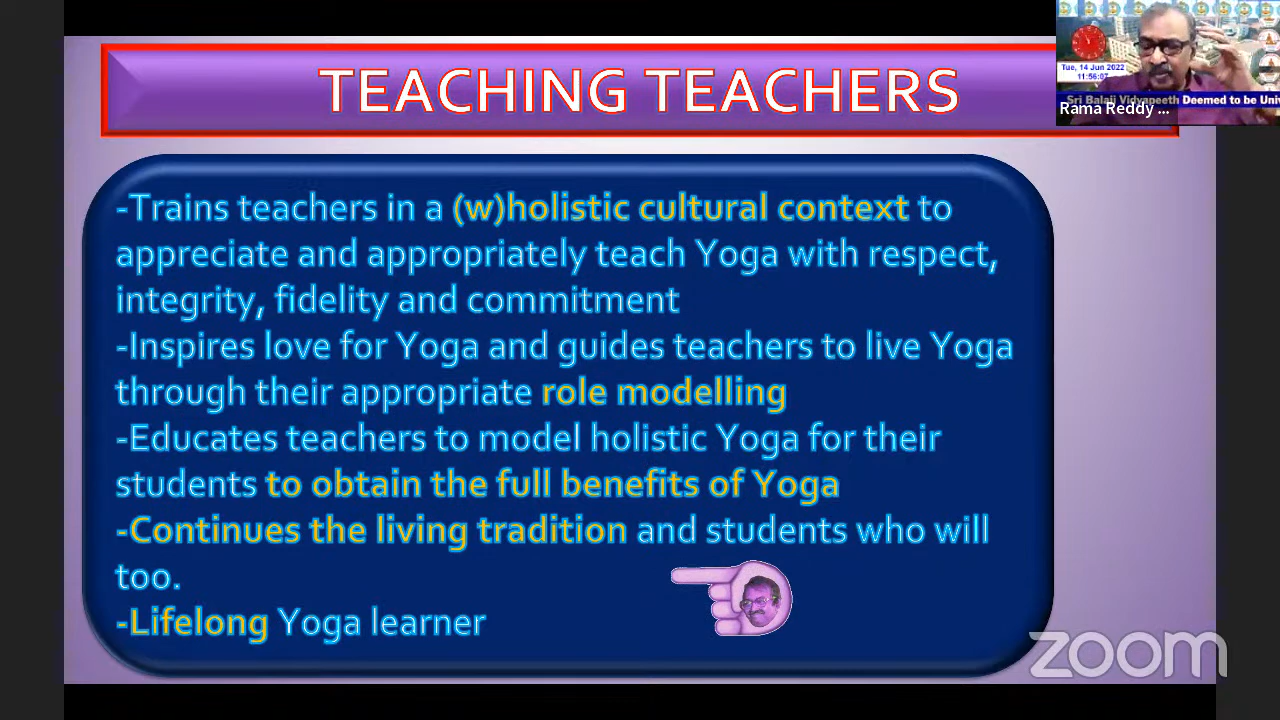 TEACHING TEACHERS
Tue, 14 Jun 2022
11:56:07
Sri Balaji Vidyapeeth Deemed to be Univ
Rama Reddy ...
-Trains teachers in a (w)holistic cultural context to
appreciate and appropriately teach Yoga with respect,
integrity, fidelity and commitment
-Inspires love for Yoga and guides teachers to live Yoga
through their appropriate role modelling
-Educates teachers to model holistic Yoga for their
students to obtain the full benefits of Yoga
-Continues the living tradition and students who will
too.
-Lifelong Yoga learner
zoom